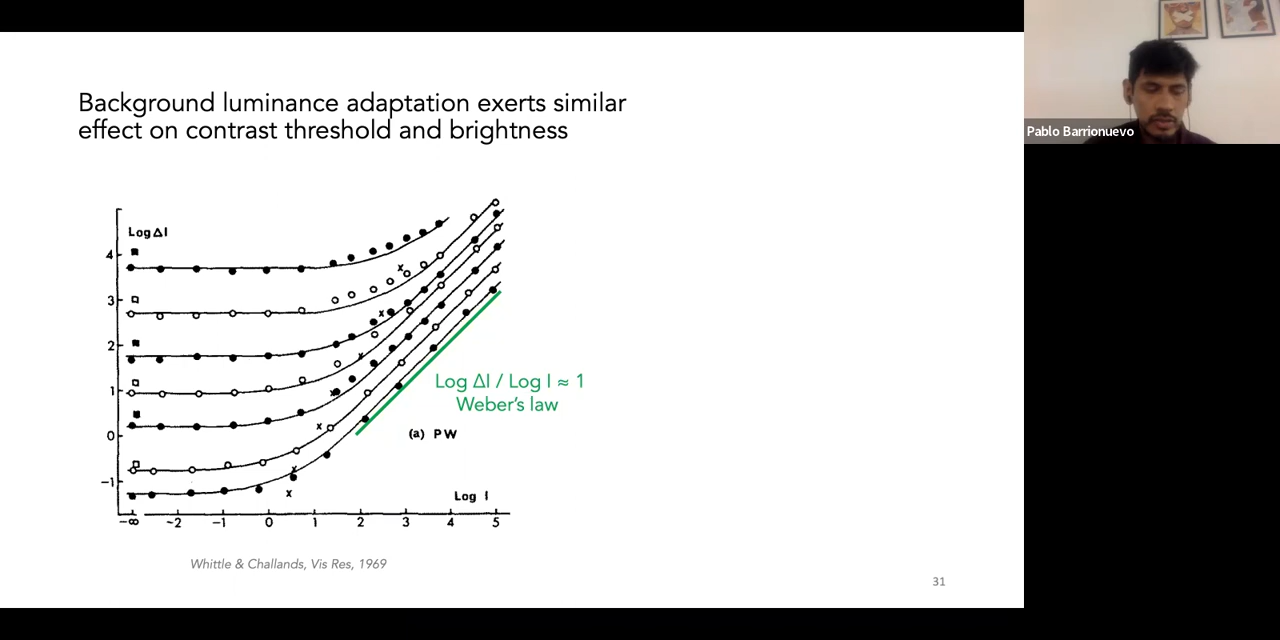 Background luminance adaptation exerts similar
effect on contrast threshold and brightness
Log ΔI
4
3
2
1
0
−1
Log ΔI / Log I ≈ 1
Weber's law
(a) PW
Log I
−∞ −2 −1 0 1 2 3 4 5
Whittle & Challands, Vis Res, 1969
31
Pablo Barrionuevo